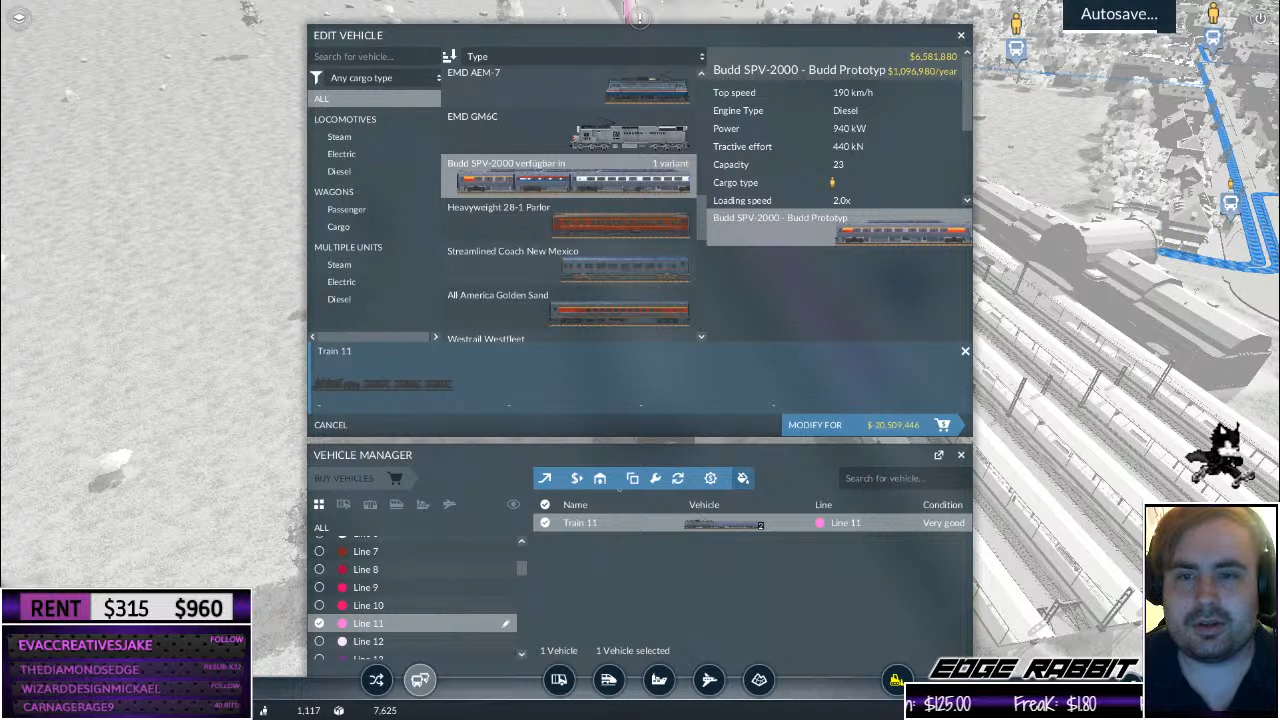 Autosave...
EDIT VEHICLE
Search for vehicle...
Type
Any cargo type
ALL
LOCOMOTIVES
Steam
Electric
Diesel
WAGONS
Passenger
Cargo
MULTIPLE UNITS
Steam
Electric
Diesel
EMD AEM-7
EMD GM6C
Budd SPV-2000 verfügbar in
1 variant
Heavyweight 28-1 Parlor
Streamlined Coach New Mexico
All America Golden Sand
Westrail Westfleet
$6,581,880
Budd SPV-2000 - Budd Prototyp $1,096,980/year
Top speed 190 km/h
Engine Type Diesel
Power 940 kW
Tractive effort 440 kN
Capacity 23
Cargo type
Loading speed 2.0x
Budd SPV-2000 - Budd Prototyp
Train 11
CANCEL
MODIFY FOR $-20,509,446
VEHICLE MANAGER
BUY VEHICLES
Search for vehicle...
ALL
Line 7
Line 8
Line 9
Line 10
Line 11
Line 12
Name Vehicle Line Condition
Train 11 2 Line 11 Very good
1 Vehicle 1 Vehicle selected
1,117 7,625
RENT $315 $960
EVACCREATIVESJAKE FOLLOW
THEDIAMONDSEDGE RESUB X32
WIZARDDESIGNMICKAEL FOLLOW
CARNAGERAGE9 40 BITS
EDGE RABBIT
$125.00 FreaK: $1.80